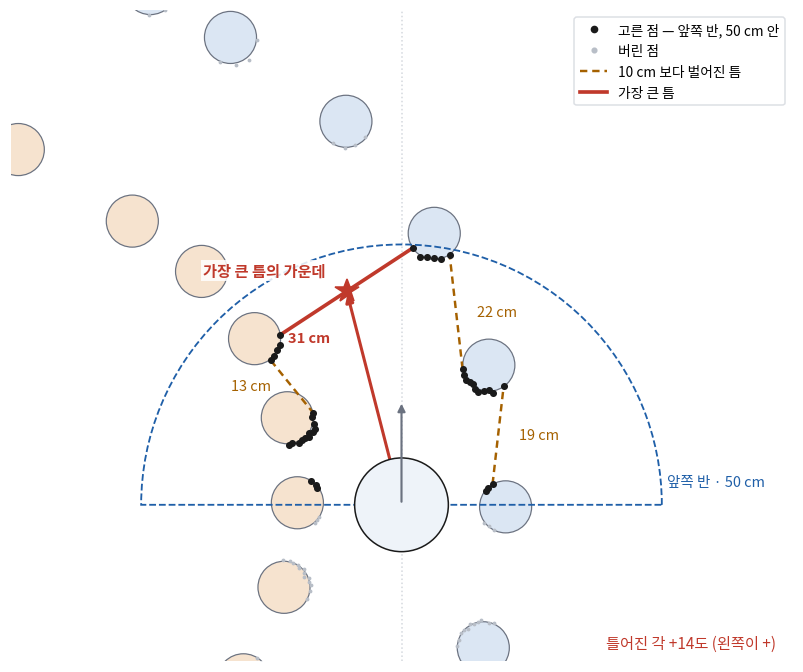 고른 점 — 앞쪽 반, 50 cm 안
버린 점
10 cm 보다 벌어진 틈
가장 큰 틈
가장 큰 틈의 가운데
22 cm
31 cm
13 cm
19 cm
앞쪽 반 · 50 cm
틀어진 각 +14도 (왼쪽이 +)